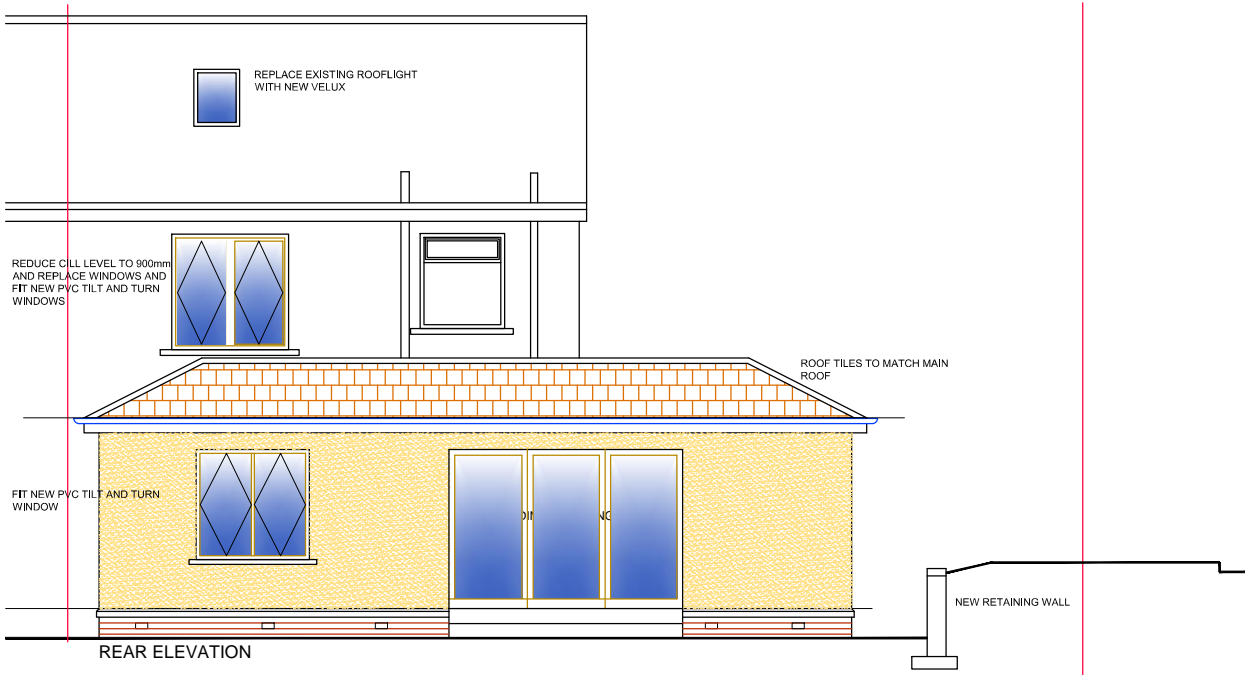 REPLACE EXISTING ROOFLIGHT
WITH NEW VELUX
REDUCE CILL LEVEL TO 900mm
AND REPLACE WINDOWS AND
FIT NEW PVC TILT AND TURN
WINDOWS
ROOF TILES TO MATCH MAIN
ROOF
FIT NEW PVC TILT AND TURN
WINDOW
NEW RETAINING WALL
REAR ELEVATION